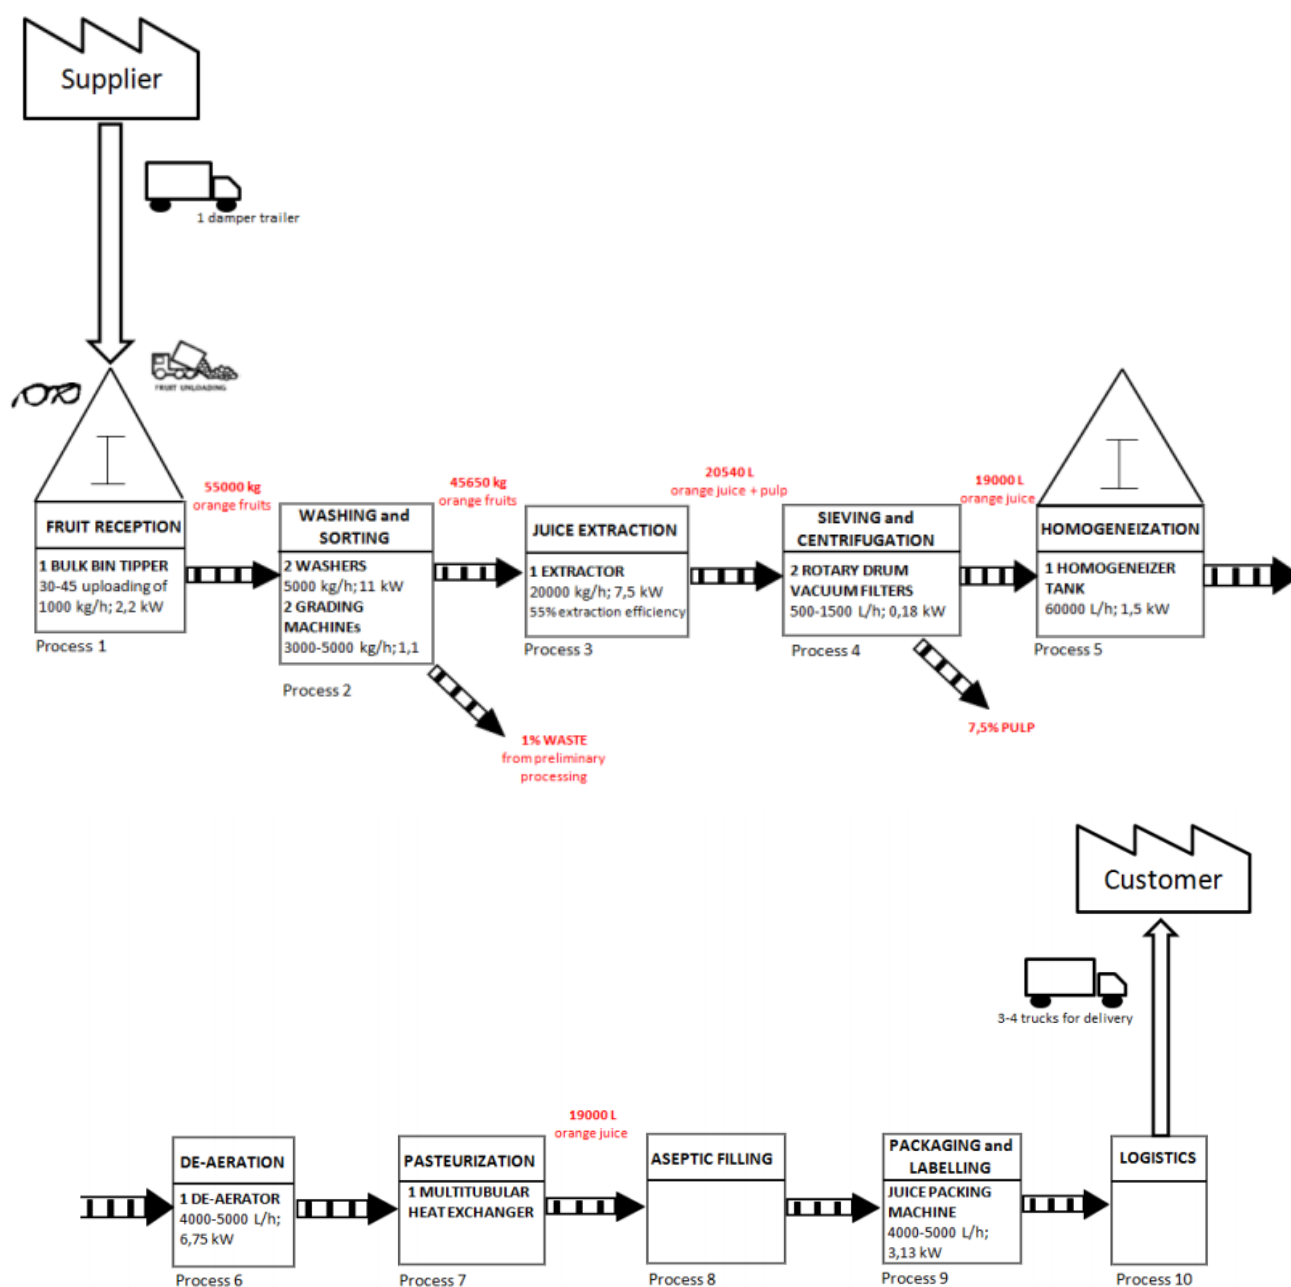 Supplier
1 damper trailer
FRUIT UNLOADING
I
55000 kg
orange fruits
FRUIT RECEPTION
1 BULK BIN TIPPER
30-45 uploading of
1000 kg/h; 2,2 kW
Process 1
WASHING and
SORTING
2 WASHERS
5000 kg/h; 11 kW
2 GRADING
MACHINEs
3000-5000 kg/h; 1,1
Process 2
1% WASTE
from preliminary
processing
45650 kg
orange fruits
JUICE EXTRACTION
1 EXTRACTOR
20000 kg/h; 7,5 kW
55% extraction efficiency
Process 3
20540 L
orange juice + pulp
SIEVING and
CENTRIFUGATION
2 ROTARY DRUM
VACUUM FILTERS
500-1500 L/h; 0,18 kW
Process 4
7,5% PULP
19000 L
orange juice
I
HOMOGENEIZATION
1 HOMOGENEIZER
TANK
60000 L/h; 1,5 kW
Process 5
DE-AERATION
1 DE-AERATOR
4000-5000 L/h;
6,75 kW
Process 6
PASTEURIZATION
1 MULTITUBULAR
HEAT EXCHANGER
Process 7
19000 L
orange juice
ASEPTIC FILLING
Process 8
PACKAGING and
LABELLING
JUICE PACKING
MACHINE
4000-5000 L/h;
3,13 kW
Process 9
LOGISTICS
Process 10
3-4 trucks for delivery
Customer